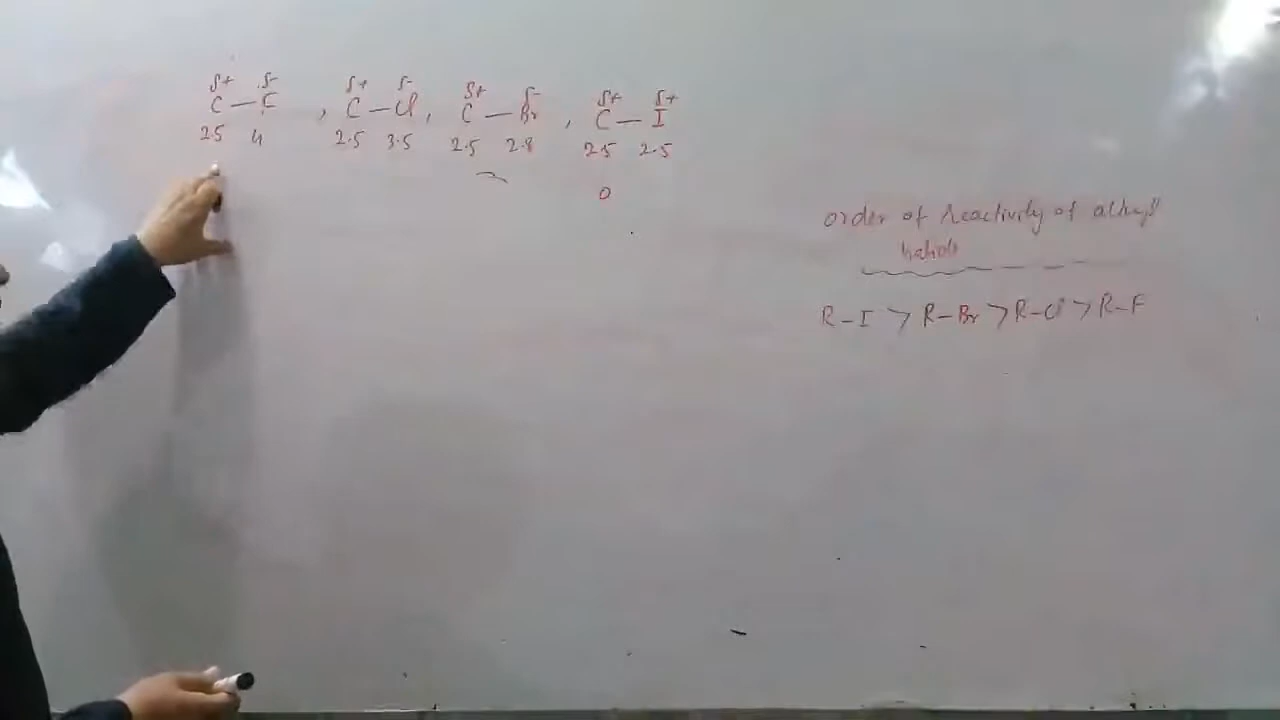 δ+ δ- δ+ δ- δ+ δ- δ+ δ+
C – F , C – Cl , C – Br , C – I
2.5 4 2.5 3.5 2.5 2.8 2.5 2.5
0
order of Reactivity of alkyl
halide
R–I > R–Br > R–Cl > R–F